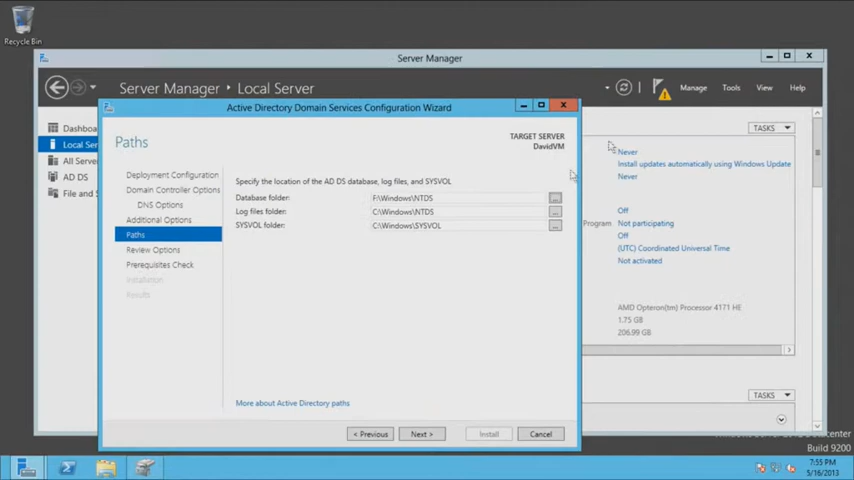 Recycle Bin
Server Manager
Server Manager • Local Server
Manage Tools View Help
Active Directory Domain Services Configuration Wizard
Paths
TARGET SERVER
DavidVM
Deployment Configuration
Domain Controller Options
DNS Options
Additional Options
Paths
Review Options
Prerequisites Check
Installation
Results
Specify the location of the AD DS database, log files, and SYSVOL
Database folder: F:\Windows\NTDS ...
Log files folder: C:\Windows\NTDS ...
SYSVOL folder: C:\Windows\SYSVOL ...
More about Active Directory paths
< Previous
Next >
Install
Cancel
Dashboa
Local Ser
All Serve
AD DS
File and S
TASKS
Never
Install updates automatically using Windows Update
Never
Off
Program Not participating
Off
(UTC) Coordinated Universal Time
Not activated
AMD Opteron(tm) Processor 4171 HE
1.75 GB
206.99 GB
TASKS
Build 9200
7:55 PM
5/16/2013